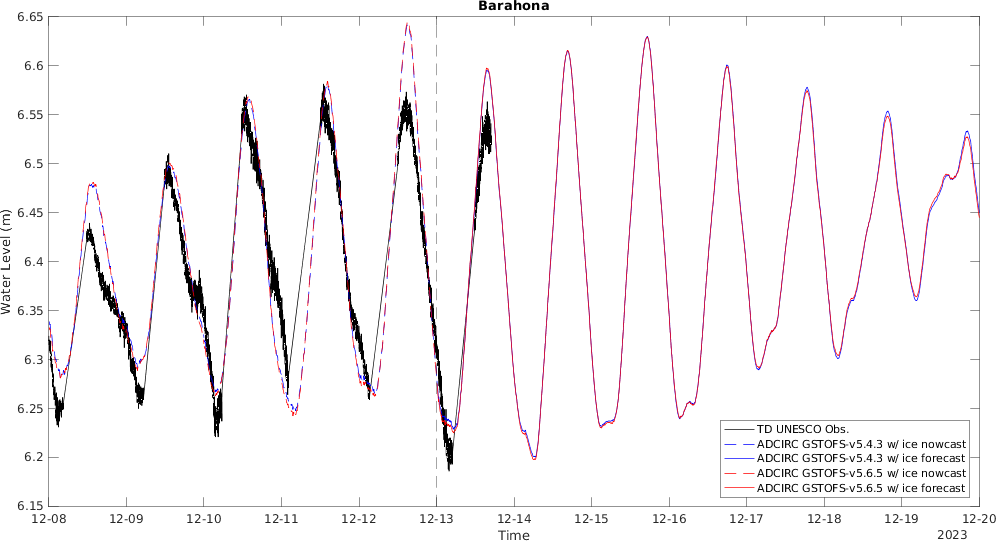 Barahona
6.65
6.6
6.55
6.5
6.45
6.4
6.35
6.3
6.25
6.2
6.15
Water Level (m)
12-08 12-09 12-10 12-11 12-12 12-13 12-14 12-15 12-16 12-17 12-18 12-19 12-20
Time
2023
TD UNESCO Obs.
ADCIRC GSTOFS-v5.4.3 w/ ice nowcast
ADCIRC GSTOFS-v5.4.3 w/ ice forecast
ADCIRC GSTOFS-v5.6.5 w/ ice nowcast
ADCIRC GSTOFS-v5.6.5 w/ ice forecast